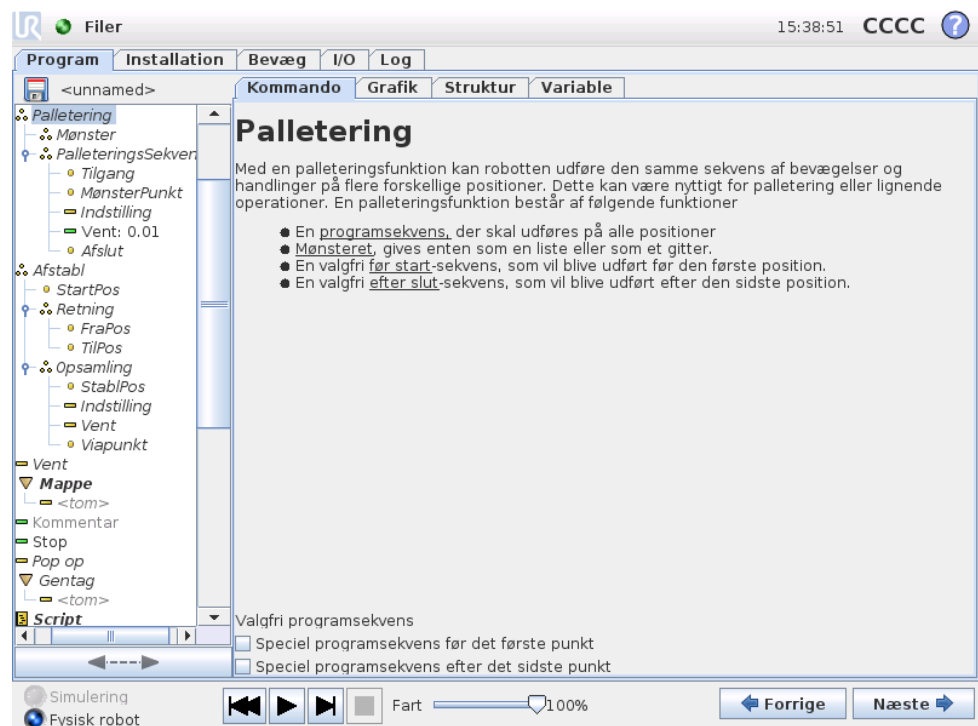 UR Filer 15:38:51 CCCC ?
Program Installation Bevæg I/O Log
<unnamed>
Kommando Grafik Struktur Variable
Palletering
Mønster
PalleteringsSekven
Tilgang
MønsterPunkt
Indstilling
Vent: 0.01
Afslut
Afstabl
StartPos
Retning
FraPos
TilPos
Opsamling
StablPos
Indstilling
Vent
Viapunkt
Vent
Mappe
<tom>
Kommentar
Stop
Pop op
Gentag
<tom>
Script
Palletering
Med en palleteringsfunktion kan robotten udføre den samme sekvens af bevægelser og
handlinger på flere forskellige positioner. Dette kan være nyttigt for palletering eller lignende
operationer. En palleteringsfunktion består af følgende funktioner
En programsekvens, der skal udføres på alle positioner
Mønsteret, gives enten som en liste eller som et gitter.
En valgfri før start-sekvens, som vil blive udført før den første position.
En valgfri efter slut-sekvens, som vil blive udført efter den sidste position.
Valgfri programsekvens
Speciel programsekvens før det første punkt
Speciel programsekvens efter det sidste punkt
Simulering
Fysisk robot
Fart 100%
Forrige Næste